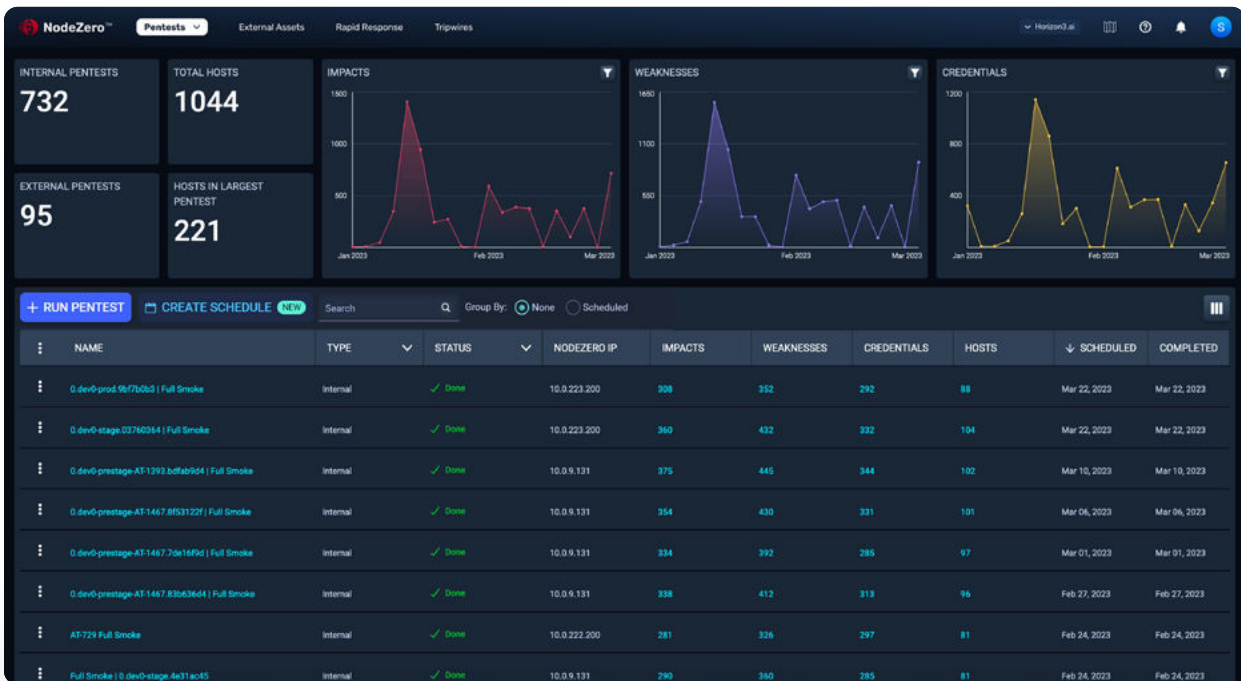 NodeZero™ Pentests External Assets Rapid Response Tripwires Horizon3.ai S
INTERNAL PENTESTS
732
TOTAL HOSTS
1044
EXTERNAL PENTESTS
95
HOSTS IN LARGEST
PENTEST
221
IMPACTS
1500
1000
500
Jan 2023 Feb 2023 Mar 2023
WEAKNESSES
1650
1100
550
Jan 2023 Feb 2023 Mar 2023
CREDENTIALS
1200
800
400
Jan 2023 Feb 2023 Mar 2023
+ RUN PENTEST CREATE SCHEDULE NEW Search Group By: None Scheduled
NAME TYPE STATUS NODEZERO IP IMPACTS WEAKNESSES CREDENTIALS HOSTS SCHEDULED COMPLETED
0.dev0-prod.9bf7b0b3 | Full Smoke Internal Done 10.0.223.200 308 352 292 88 Mar 22, 2023 Mar 22, 2023
0.dev0-stage.03760364 | Full Smoke Internal Done 10.0.223.200 360 432 332 104 Mar 22, 2023 Mar 22, 2023
0.dev0-prestage-AT-1393.bdfab9d4 | Full Smoke Internal Done 10.0.9.131 375 445 344 102 Mar 10, 2023 Mar 10, 2023
0.dev0-prestage-AT-1467.8f53122f | Full Smoke Internal Done 10.0.9.131 354 430 331 101 Mar 06, 2023 Mar 06, 2023
0.dev0-prestage-AT-1467.7de16f9d | Full Smoke Internal Done 10.0.9.131 334 392 285 97 Mar 01, 2023 Mar 01, 2023
0.dev0-prestage-AT-1467.83b636d4 | Full Smoke Internal Done 10.0.9.131 338 412 313 96 Feb 27, 2023 Feb 27, 2023
AT-729 Full Smoke Internal Done 10.0.222.200 281 326 297 81 Feb 24, 2023 Feb 24, 2023
Full Smoke | 0.dev0-stage.4e31ac45 Internal Done 10.0.9.131 290 360 285 81 Feb 24, 2023 Feb 24, 2023